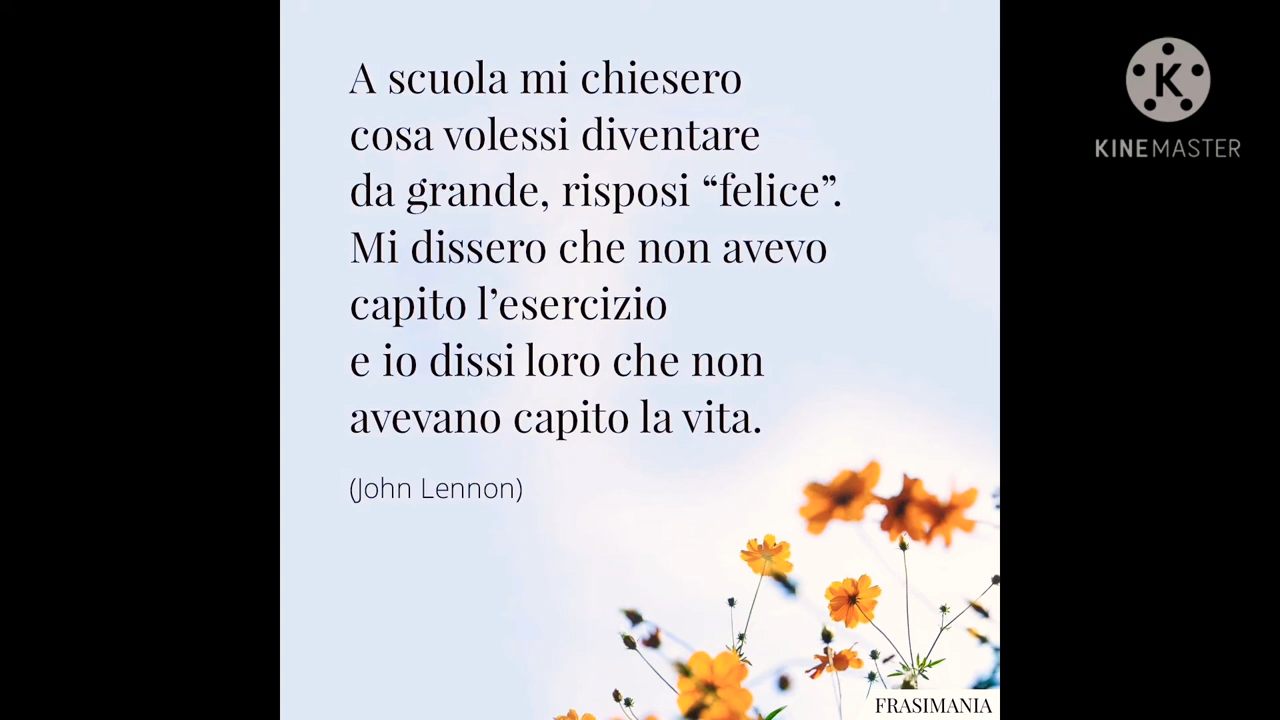 A scuola mi chiesero
cosa volessi diventare
da grande, risposi “felice”.
Mi dissero che non avevo
capito l’esercizio
e io dissi loro che non
avevano capito la vita.
(John Lennon)
FRASIMANIA
K
KINEMASTER